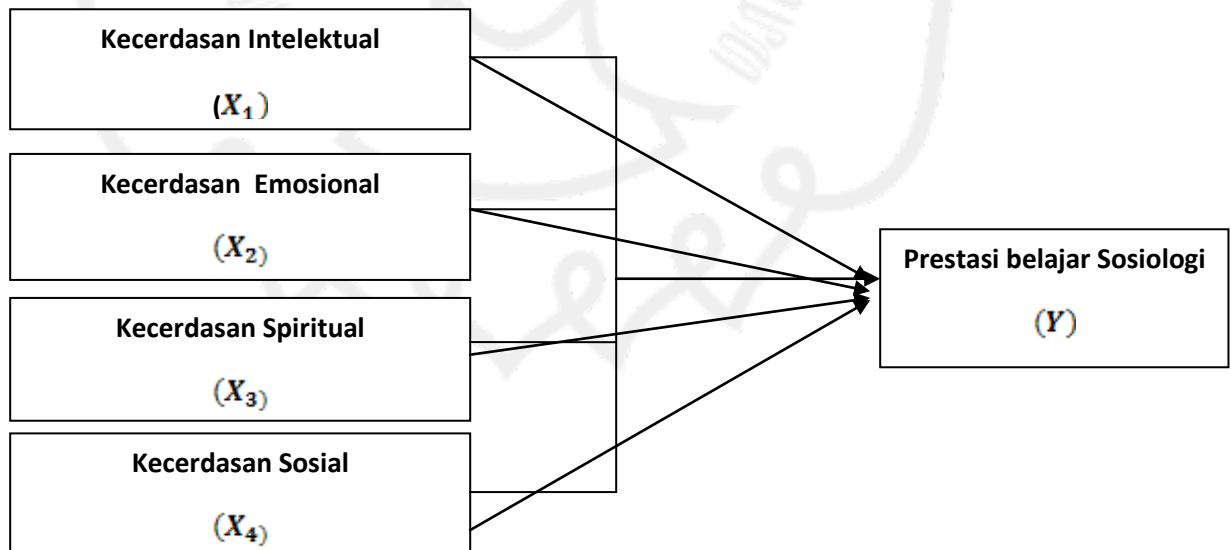 Kecerdasan Intelektual
(X₁)
Kecerdasan Emosional
(X₂)
Kecerdasan Spiritual
(X₃)
Kecerdasan Sosial
(X₄)
Prestasi belajar Sosiologi
(Y)